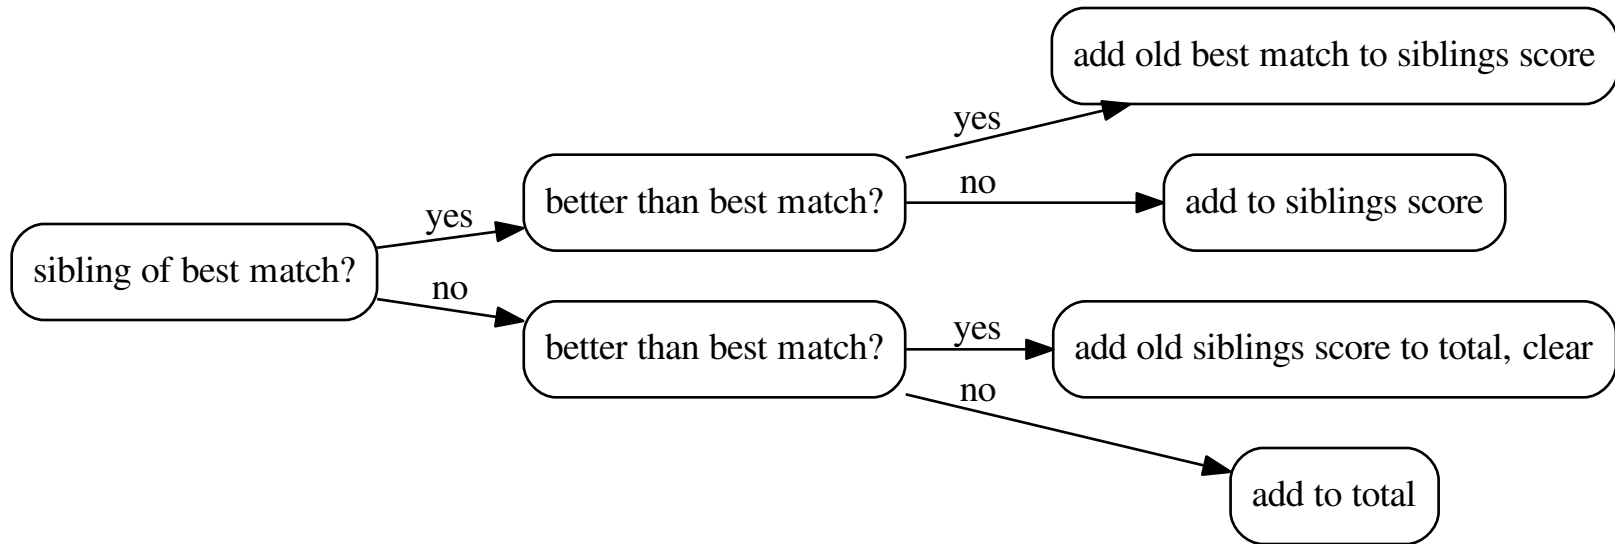 sibling of best match?
yes
no
better than best match?
yes
no
add old best match to siblings score
add to siblings score
better than best match?
yes
no
add old siblings score to total, clear
add to total